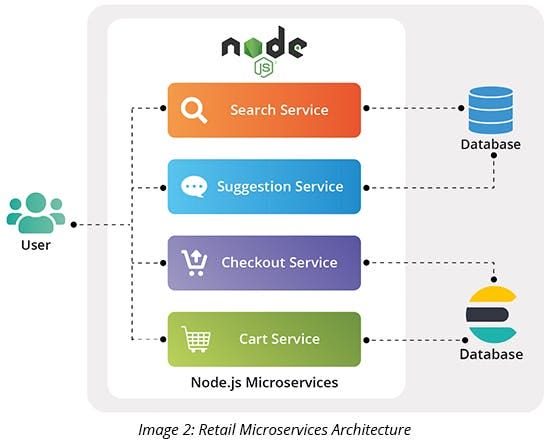 node
JS
Search Service
Database
Suggestion Service
User
Checkout Service
Cart Service
Database
Node.js Microservices
Image 2: Retail Microservices Architecture